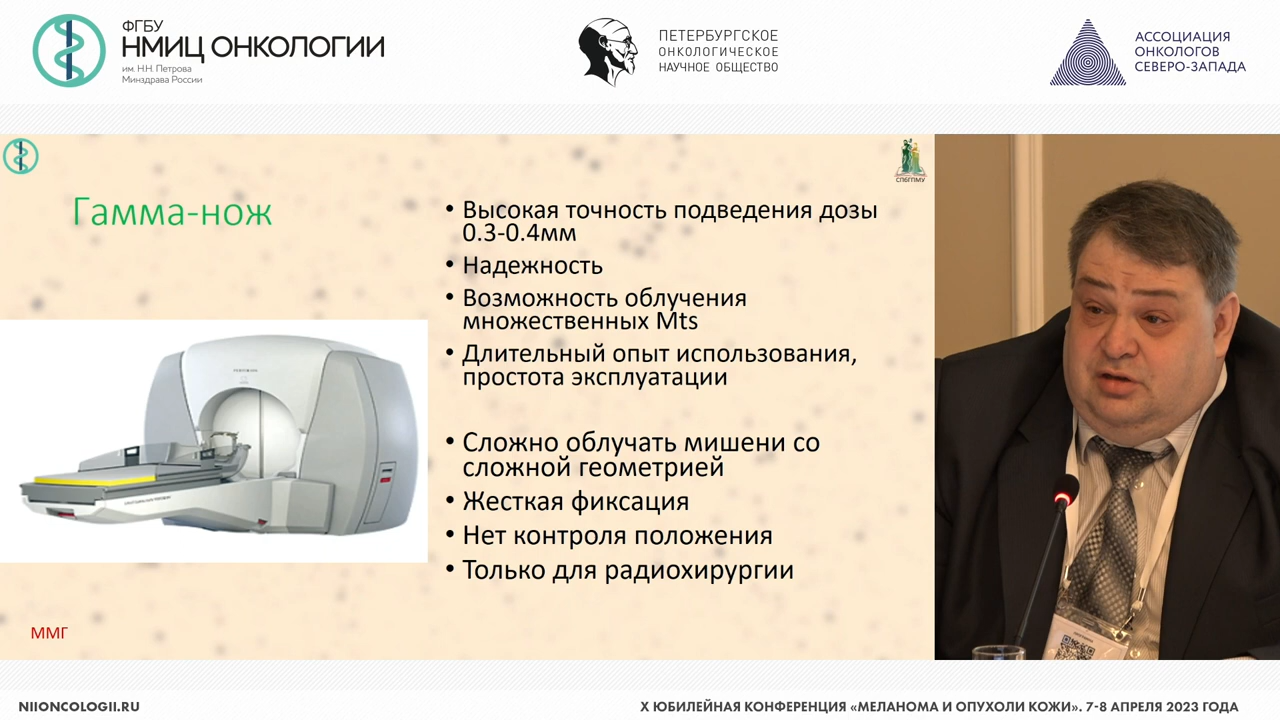 ФГБУ
НМИЦ ОНКОЛОГИИ
им. Н.Н. Петрова
Минздрава России
ПЕТЕРБУРГСКОЕ
ОНКОЛОГИЧЕСКОЕ
НАУЧНОЕ ОБЩЕСТВО
АССОЦИАЦИЯ
ОНКОЛОГОВ
СЕВЕРО-ЗАПАДА
СПбГПМУ
Гамма-нож
• Высокая точность подведения дозы
0.3-0.4мм
• Надежность
• Возможность облучения
множественных Mts
• Длительный опыт использования,
простота эксплуатации
• Сложно облучать мишени со
сложной геометрией
• Жесткая фиксация
• Нет контроля положения
• Только для радиохирургии
ММГ
NIIONCOLOGII.RU
X ЮБИЛЕЙНАЯ КОНФЕРЕНЦИЯ «МЕЛАНОМА И ОПУХОЛИ КОЖИ». 7-8 АПРЕЛЯ 2023 ГОДА